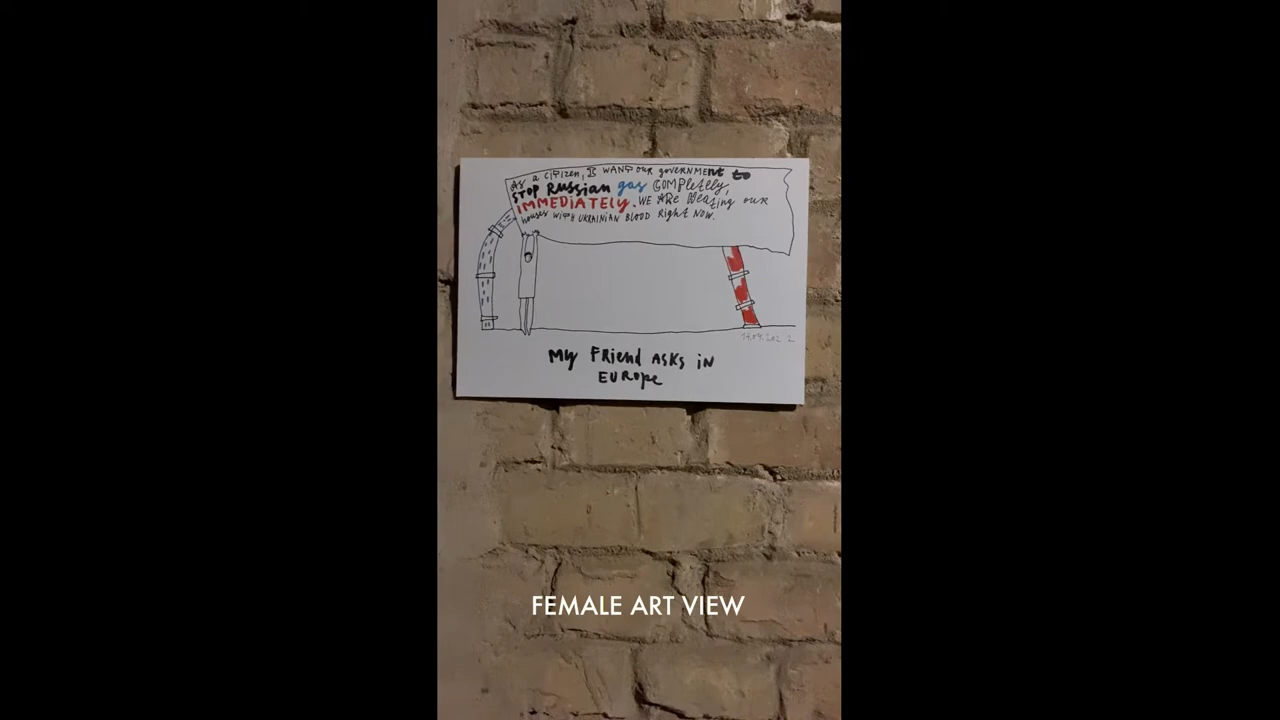 As a citizen, I want our government to
STOP Russian gas COMPletely,
IMMEDIATELY. WE ARE Heating our
houses with UKRAINIAN BLOOD Right NOW.
My Friend ASKS iN
EUROPe
FEMALE ART VIEW